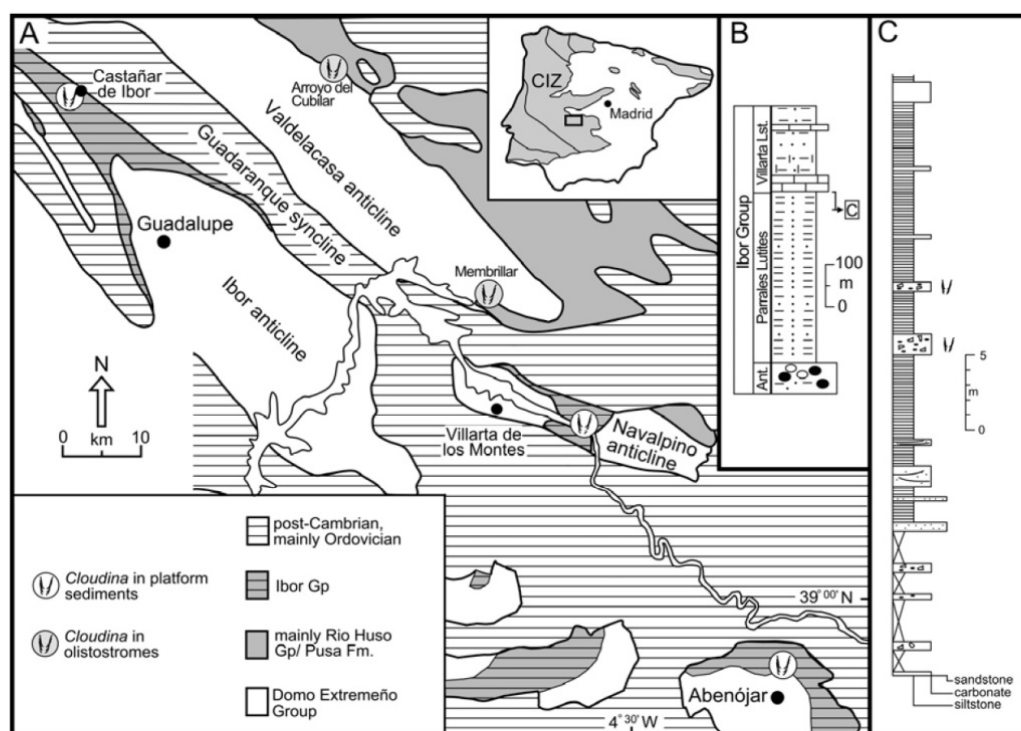 A
Castañar
de Ibor
Arroyo del
Cubilar
Valdelacasa anticline
Guadaranque syncline
Guadalupe
Ibor anticline
Membrillar
N
0 km 10
Villarta de
los Montes
Navalpino
anticline
CIZ
Madrid
39°00' N
Abenójar
4°30' W
Cloudina in platform
sediments
Cloudina in
olistostromes
post-Cambrian,
mainly Ordovician
Ibor Gp
mainly Rio Huso
Gp/ Pusa Fm.
Domo Extremeño
Group
B
Ibor Group
Villarta Lst.
Parrales Lutites
Ant.
C
100
m
0
C
5
m
0
sandstone
carbonate
siltstone